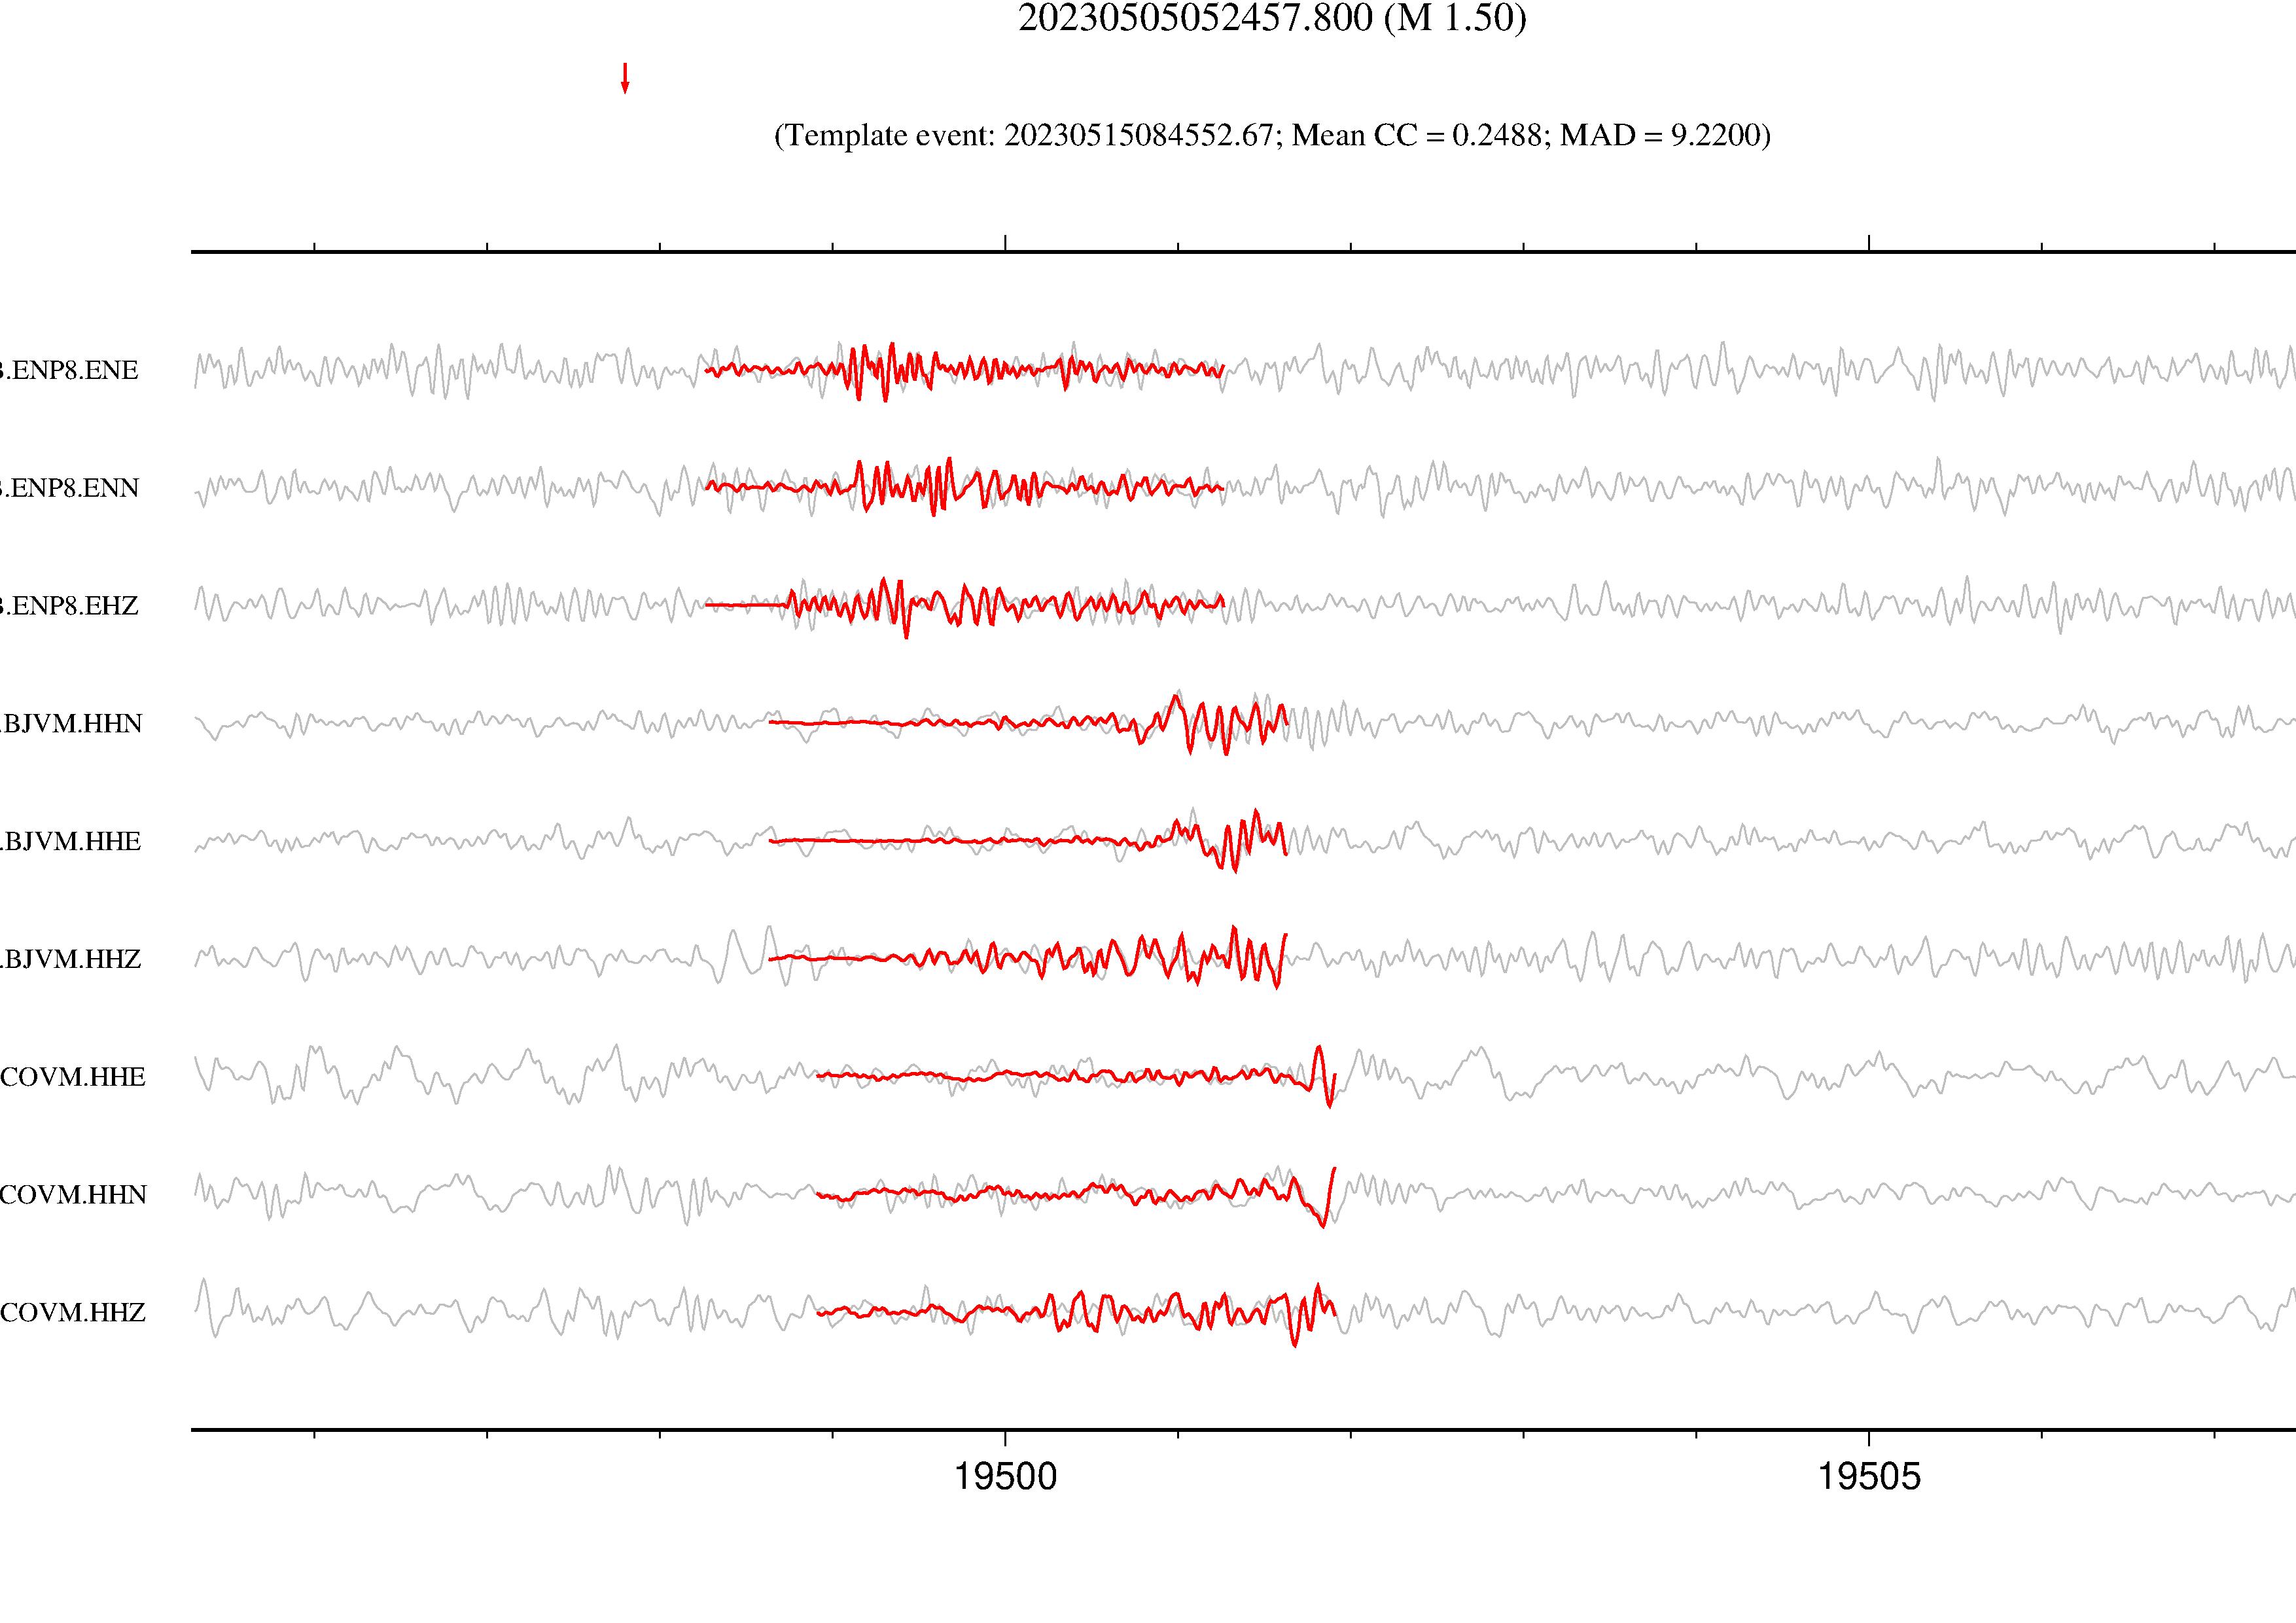 20230505052457.800 (M 1.50)
(Template event: 20230515084552.67; Mean CC = 0.2488; MAD = 9.2200)
.ENP8.ENE
.ENP8.ENN
.ENP8.EHZ
.BJVM.HHN
.BJVM.HHE
.BJVM.HHZ
COVM.HHE
COVM.HHN
COVM.HHZ
19500 19505